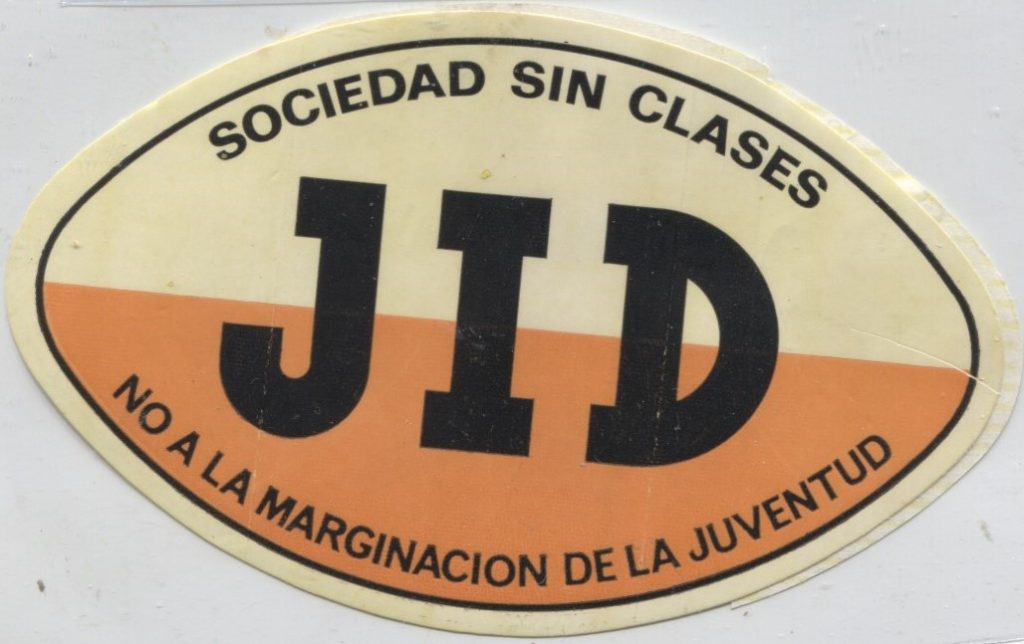 SOCIEDAD SIN CLASES
JID
NO A LA MARGINACION DE LA JUVENTUD